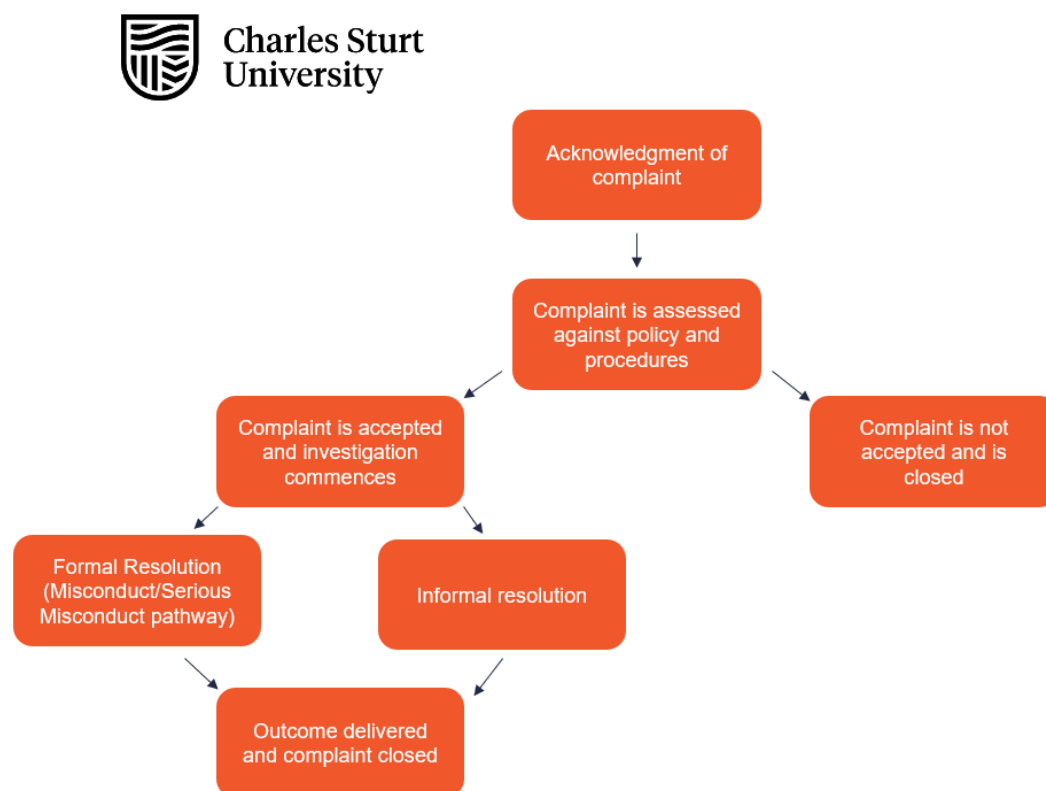 Charles Sturt
University
Acknowledgment of
complaint
Complaint is assessed
against policy and
procedures
Complaint is accepted
and investigation
commences
Complaint is not
accepted and is
closed
Formal Resolution
(Misconduct/Serious
Misconduct pathway)
Informal resolution
Outcome delivered
and complaint closed